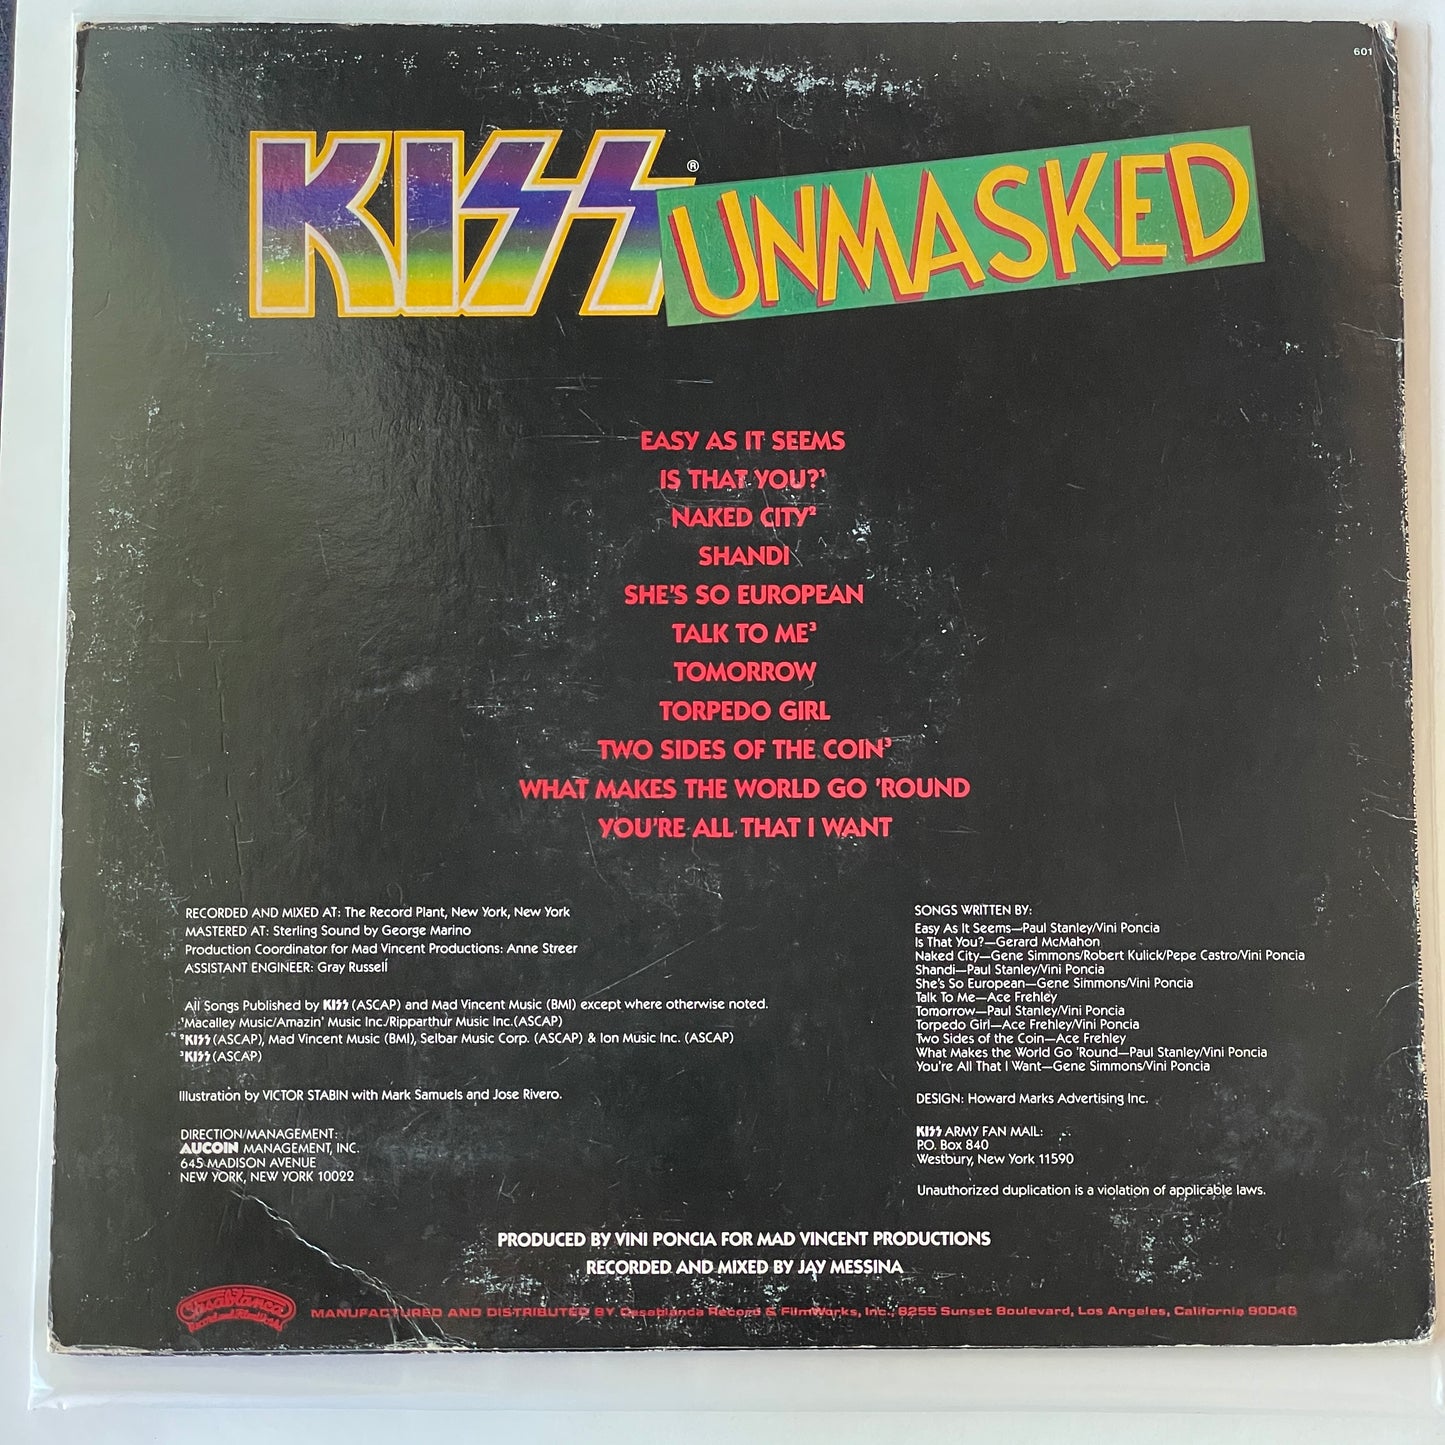 601
KISS® UNMASKED
EASY AS IT SEEMS
IS THAT YOU?¹
NAKED CITY²
SHANDI
SHE'S SO EUROPEAN
TALK TO ME³
TOMORROW
TORPEDO GIRL
TWO SIDES OF THE COIN³
WHAT MAKES THE WORLD GO 'ROUND
YOU'RE ALL THAT I WANT
RECORDED AND MIXED AT: The Record Plant, New York, New York
MASTERED AT: Sterling Sound by George Marino
Production Coordinator for Mad Vincent Productions: Anne Streer
ASSISTANT ENGINEER: Gray Russell
All Songs Published by KISS (ASCAP) and Mad Vincent Music (BMI) except where otherwise noted.
¹Macalley Music/Amazin' Music Inc./Ripparthur Music Inc.(ASCAP)
²KISS (ASCAP), Mad Vincent Music (BMI), Selbar Music Corp. (ASCAP) & Ion Music Inc. (ASCAP)
³KISS (ASCAP)
Illustration by VICTOR STABIN with Mark Samuels and Jose Rivero.
DIRECTION/MANAGEMENT:
AUCOIN MANAGEMENT, INC.
645 MADISON AVENUE
NEW YORK, NEW YORK 10022
SONGS WRITTEN BY:
Easy As It Seems—Paul Stanley/Vini Poncia
Is That You?—Gerard McMahon
Naked City—Gene Simmons/Robert Kulick/Pepe Castro/Vini Poncia
Shandi—Paul Stanley/Vini Poncia
She's So European—Gene Simmons/Vini Poncia
Talk To Me—Ace Frehley
Tomorrow—Paul Stanley/Vini Poncia
Torpedo Girl—Ace Frehley/Vini Poncia
Two Sides of the Coin—Ace Frehley
What Makes the World Go 'Round—Paul Stanley/Vini Poncia
You're All That I Want—Gene Simmons/Vini Poncia
DESIGN: Howard Marks Advertising Inc.
KISS ARMY FAN MAIL:
P.O. Box 840
Westbury, New York 11590
Unauthorized duplication is a violation of applicable laws.
PRODUCED BY VINI PONCIA FOR MAD VINCENT PRODUCTIONS
RECORDED AND MIXED BY JAY MESSINA
Casablanca
Record and FilmWorks
MANUFACTURED AND DISTRIBUTED BY Casablanca Record & FilmWorks, Inc., 8255 Sunset Boulevard, Los Angeles, California 90046